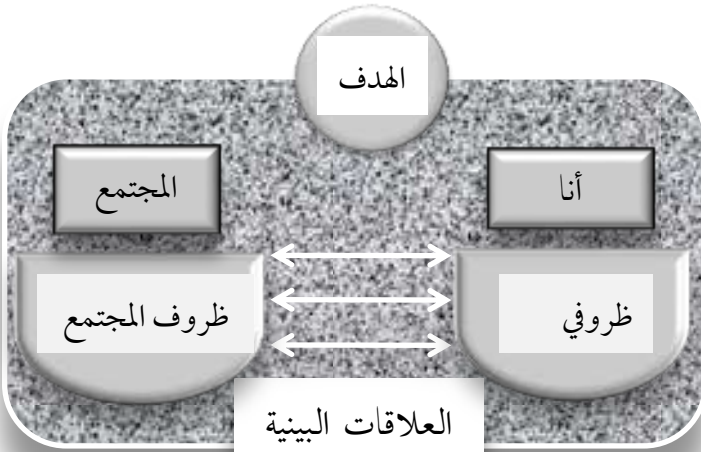 الهدف
أنا
المجتمع
ظروفي
ظروف المجتمع
العلاقات البينية